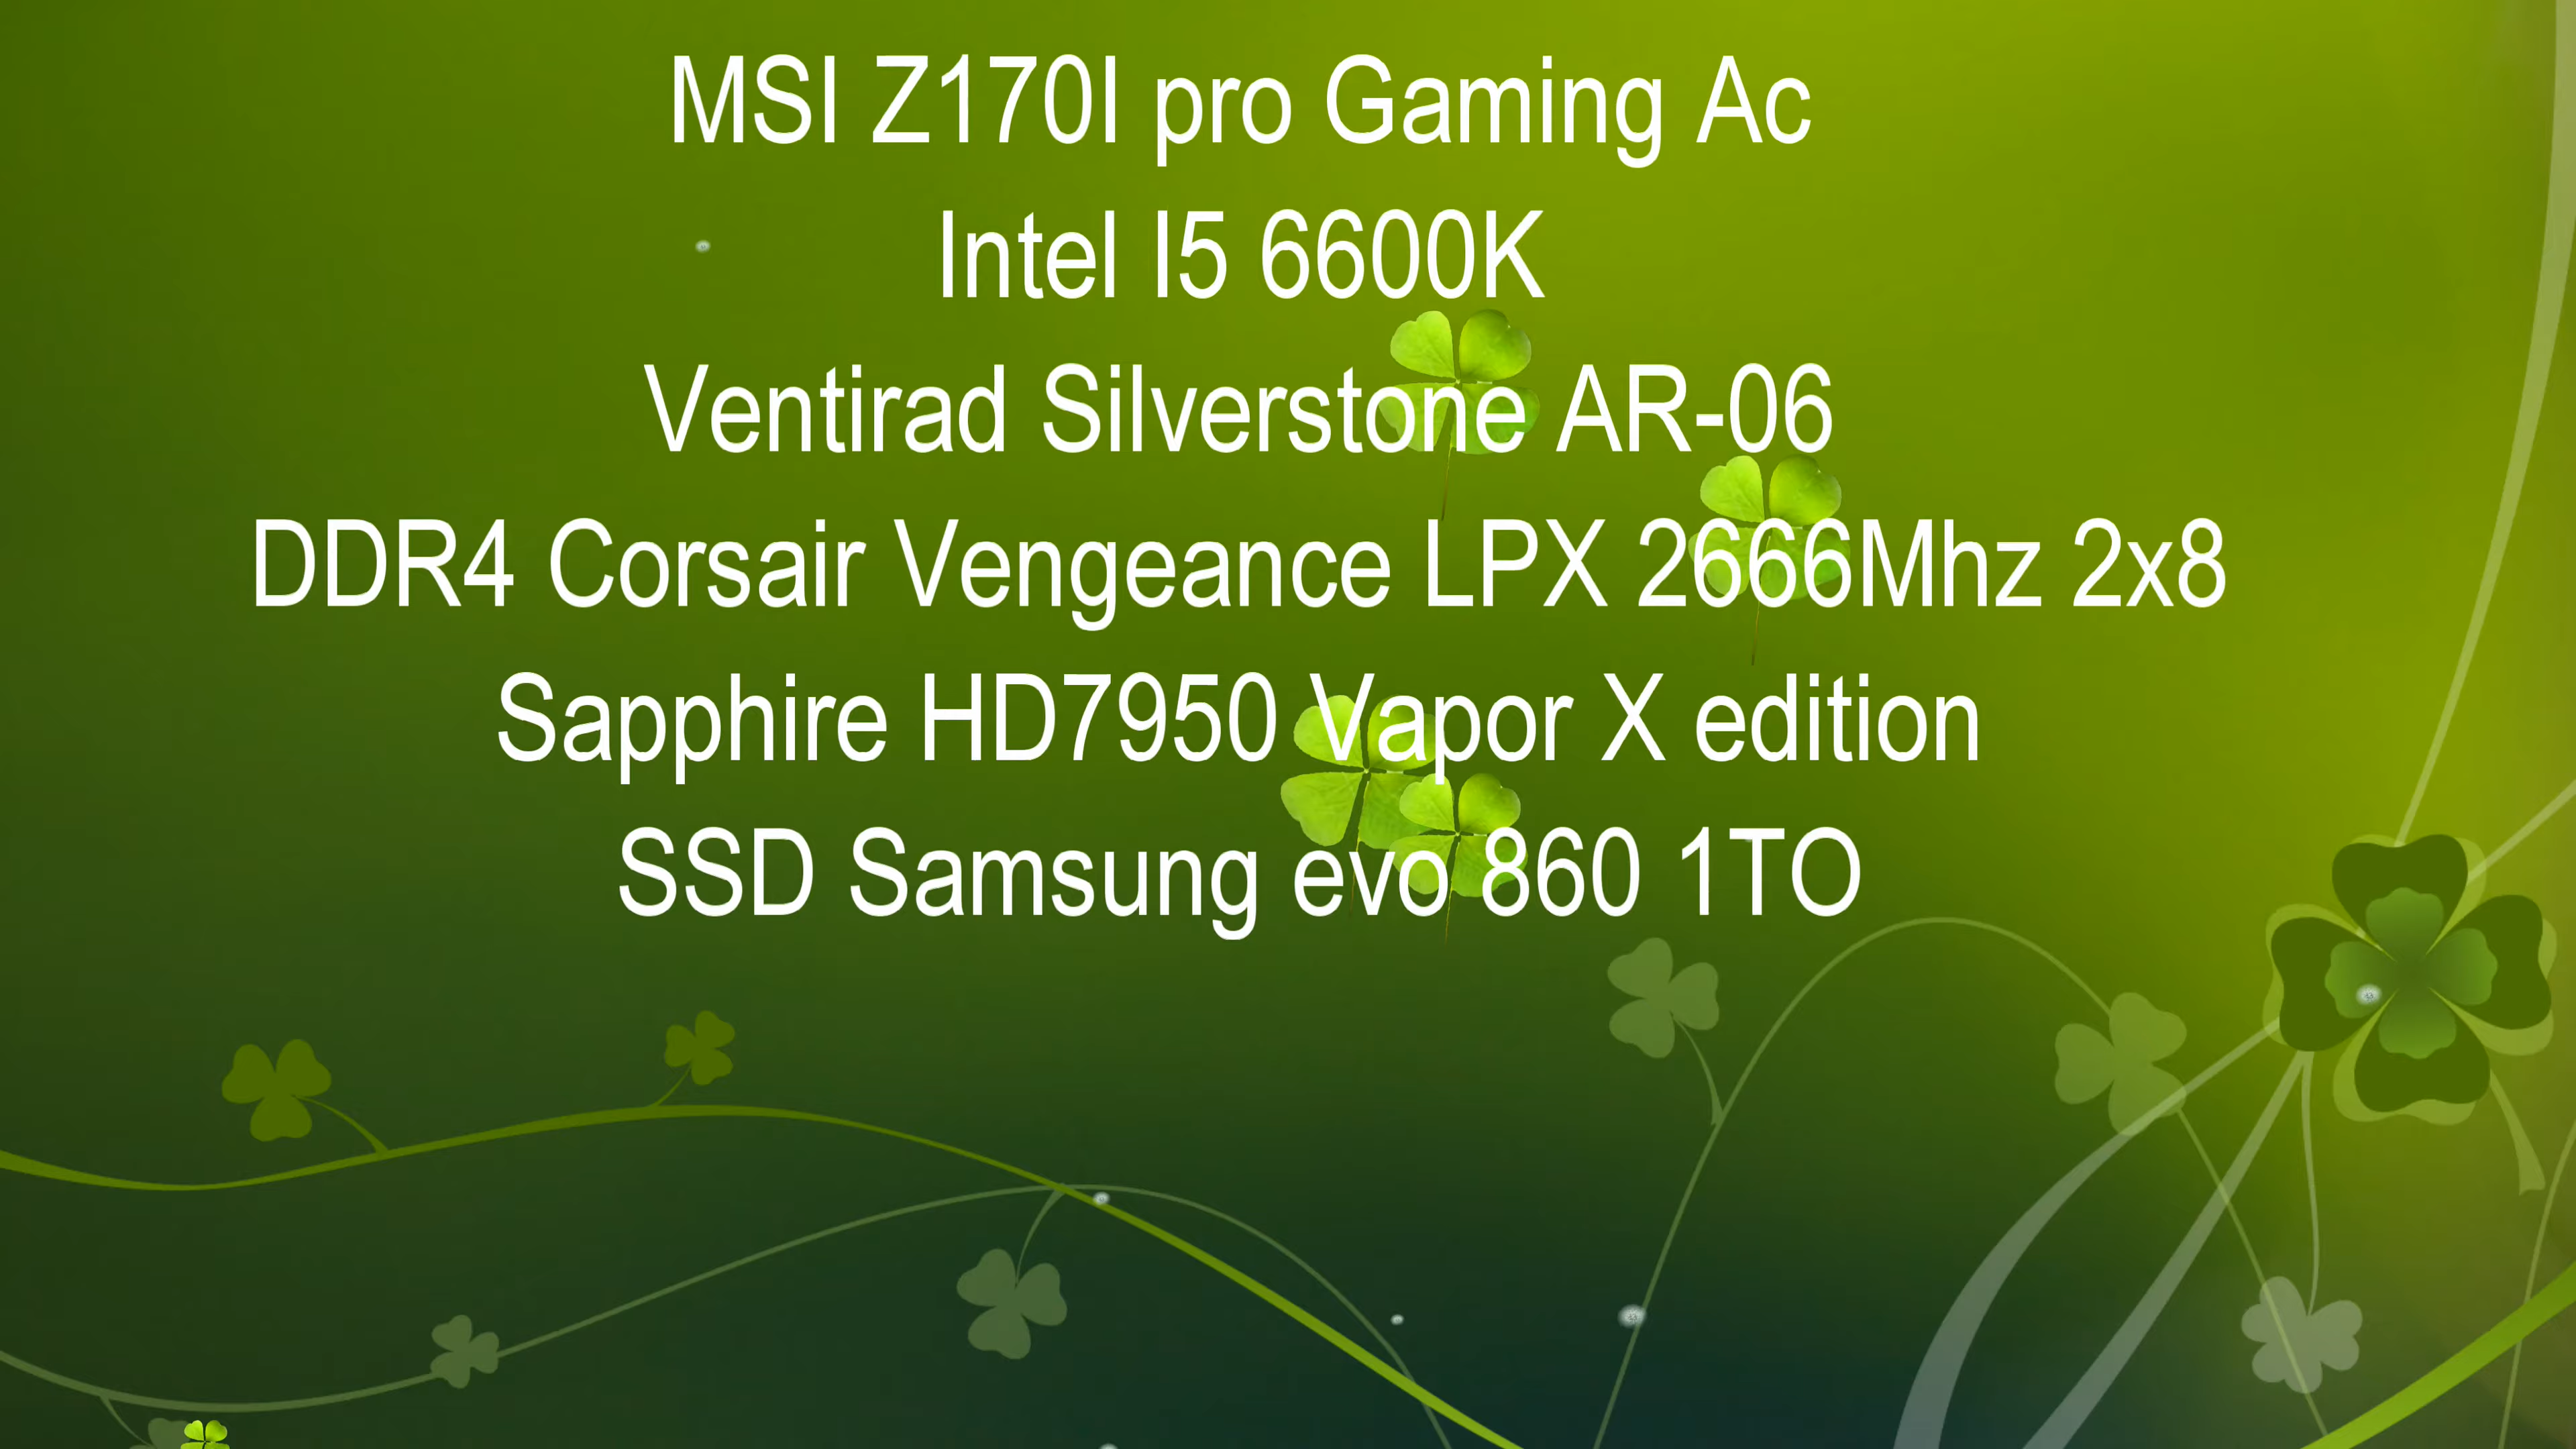 MSI Z170I pro Gaming Ac
Intel I5 6600K
Ventirad Silverstone AR-06
DDR4 Corsair Vengeance LPX 2666Mhz 2x8
Sapphire HD7950 Vapor X edition
SSD Samsung evo 860 1TO